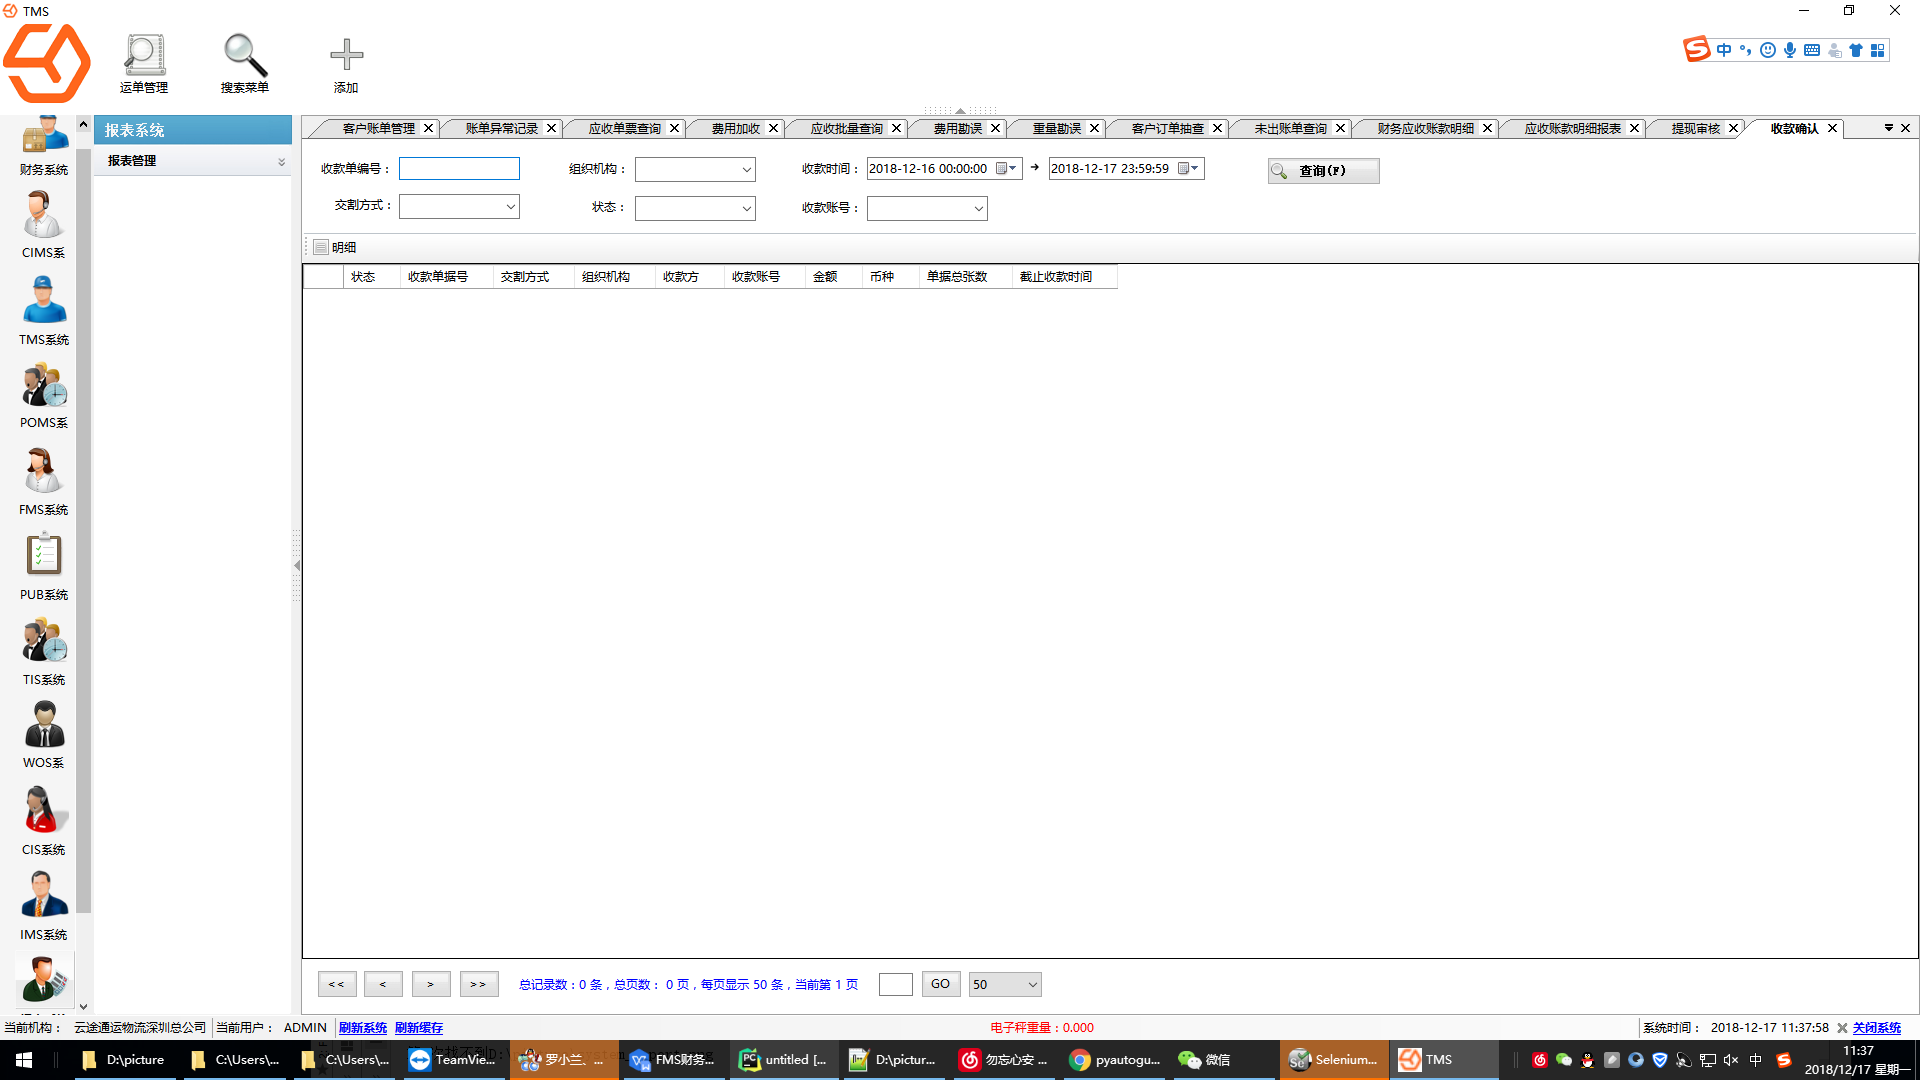 TMS
运单管理
搜索菜单
添加
中
财务系统
CIMS系
TMS系统
POMS系
FMS系统
PUB系统
TIS系统
WOS系
CIS系统
IMS系统
报表系统
报表管理
客户账单管理 账单异常记录 应收单票查询 费用加收 应收批量查询 费用勘误 重量勘误 客户订单抽查 未出账单查询 财务应收账款明细 应收账款明细报表 提现审核 收款确认
收款单编号： 组织机构： 收款时间： 2018-12-16 00:00:00 → 2018-12-17 23:59:59 查询(F)
交割方式： 状态： 收款账号：
明细
状态 收款单据号 交割方式 组织机构 收款方 收款账号 金额 币种 单据总张数 截止收款时间
<< < > >> 总记录数：0 条，总页数： 0 页，每页显示 50 条，当前第 1 页 GO 50
当前机构： 云途通运物流深圳总公司 当前用户： ADMIN 刷新系统 刷新缓存 电子秤重量：0.000 系统时间： 2018-12-17 11:37:58 关闭系统
D:\picture C:\Users\... C:\Users\... TeamVie... 罗小兰、... FMS财务... untitled [... D:\pictur... 勿忘心安 ... pyautogu... 微信 Selenium... TMS 中 11:37
2018/12/17 星期一